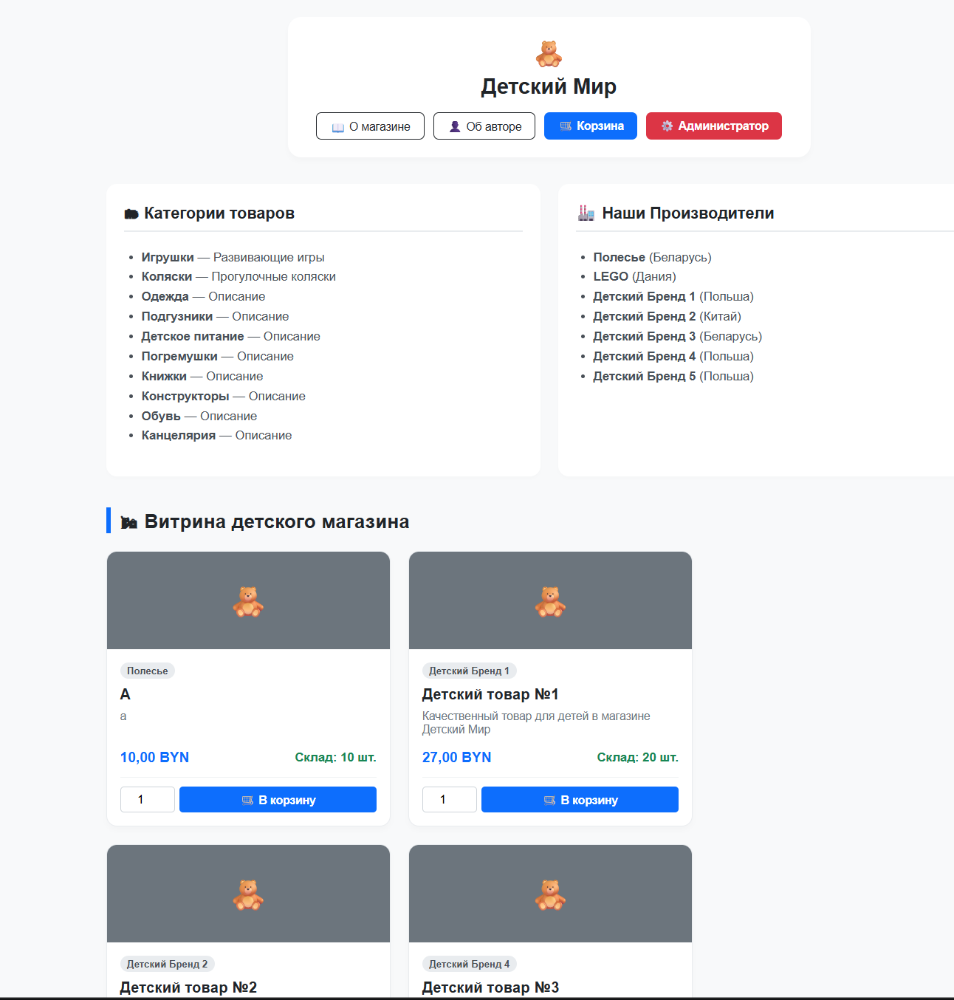 Детский Мир
О магазине
Об авторе
Корзина
Администратор
Категории товаров
Игрушки — Развивающие игры
Коляски — Прогулочные коляски
Одежда — Описание
Подгузники — Описание
Детское питание — Описание
Погремушки — Описание
Книжки — Описание
Конструкторы — Описание
Обувь — Описание
Канцелярия — Описание
Наши Производители
Полесье (Беларусь)
LEGO (Дания)
Детский Бренд 1 (Польша)
Детский Бренд 2 (Китай)
Детский Бренд 3 (Беларусь)
Детский Бренд 4 (Польша)
Детский Бренд 5 (Польша)
Витрина детского магазина
Полесье
А
а
10,00 BYN
Склад: 10 шт.
1
В корзину
Детский Бренд 1
Детский товар №1
Качественный товар для детей в магазине
Детский Мир
27,00 BYN
Склад: 20 шт.
1
В корзину
Детский Бренд 2
Детский товар №2
Детский Бренд 4
Детский товар №3